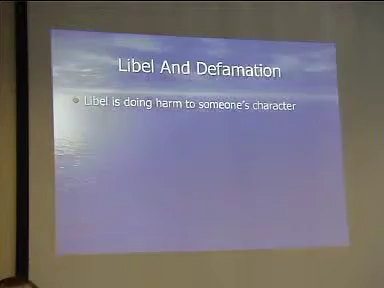 Libel And Defamation
Libel is doing harm to someone's character